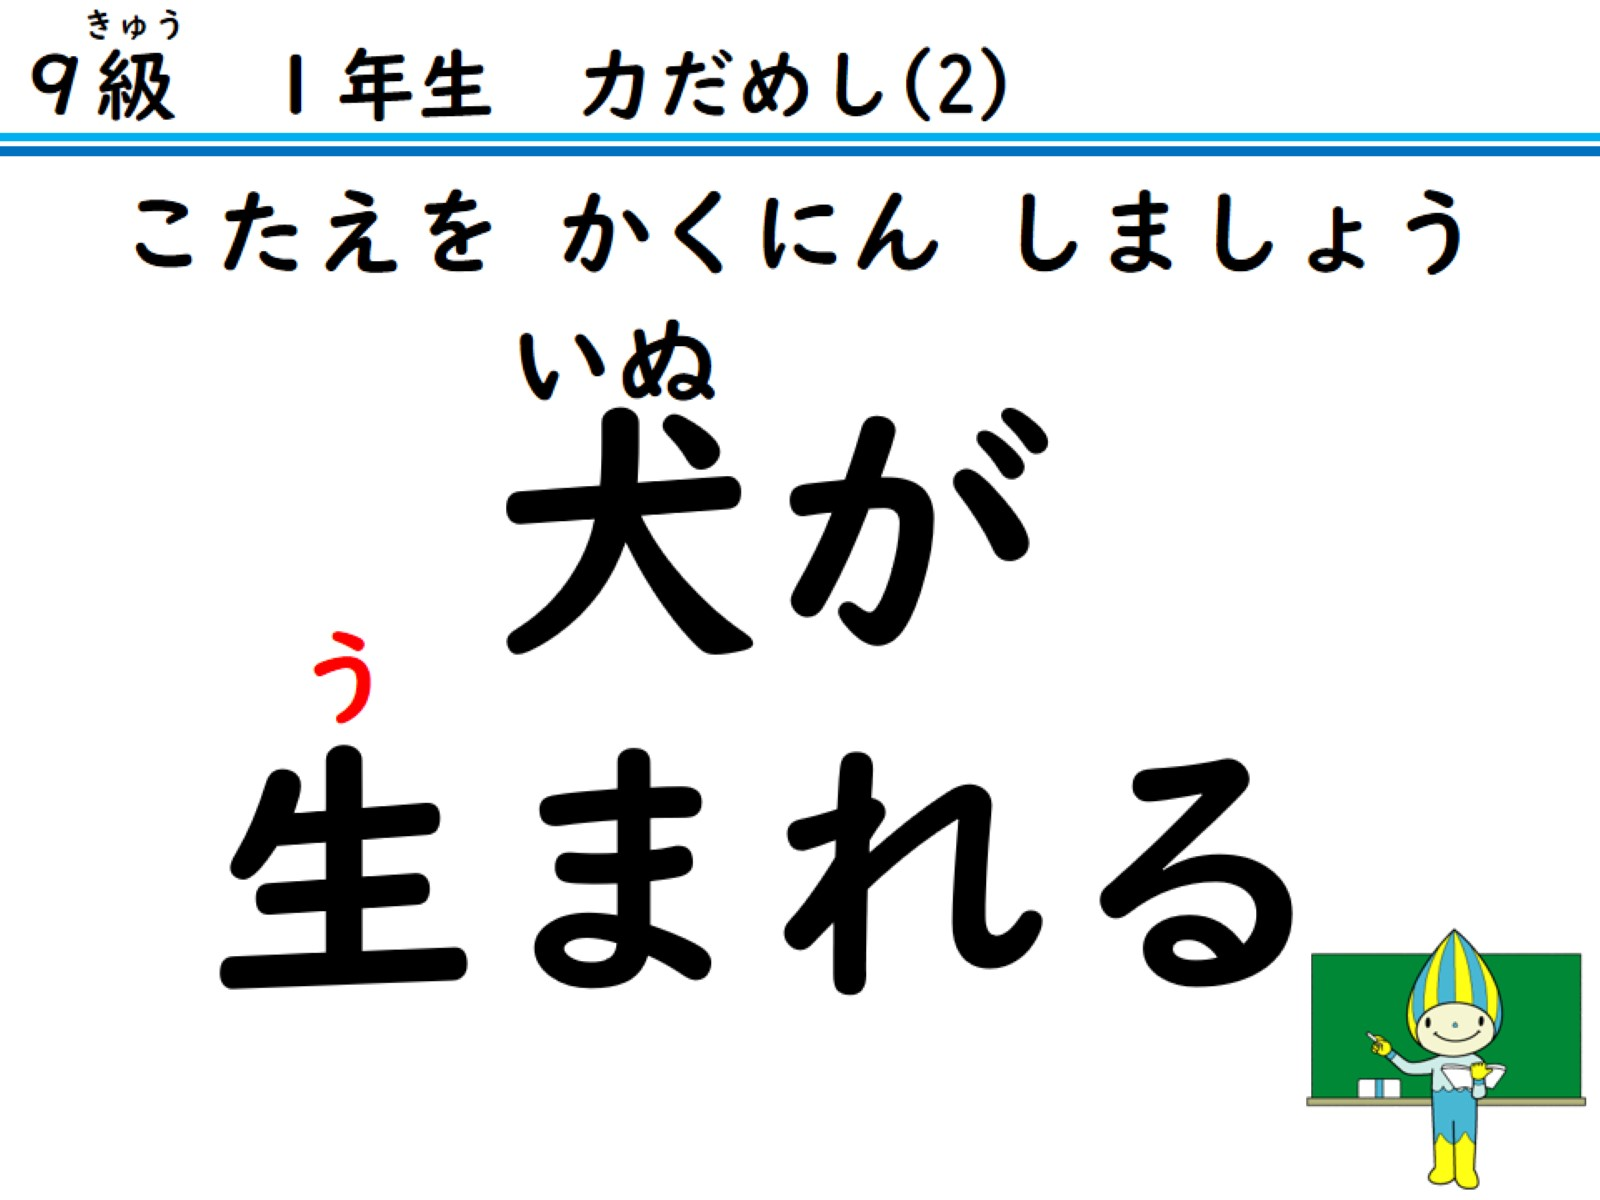 きゅう
9級 1年生 力だめし(2)
こたえを かくにん しましょう
いぬ
犬が
う
生まれる